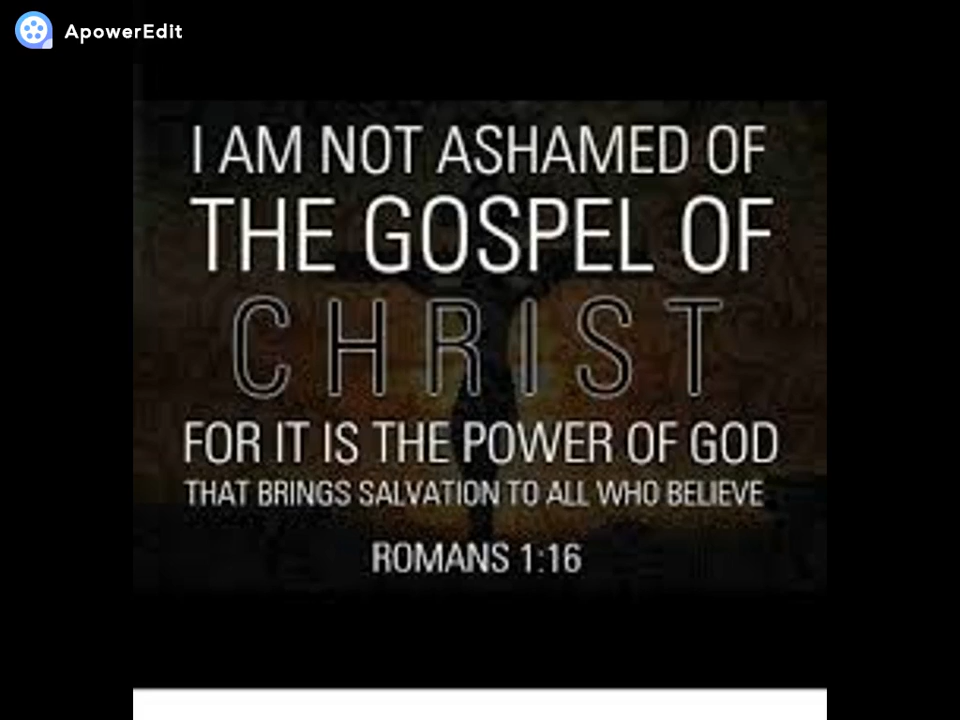 ApowerEdit
I AM NOT ASHAMED OF
THE GOSPEL OF
CHRIST
FOR IT IS THE POWER OF GOD
THAT BRINGS SALVATION TO ALL WHO BELIEVE
ROMANS 1:16